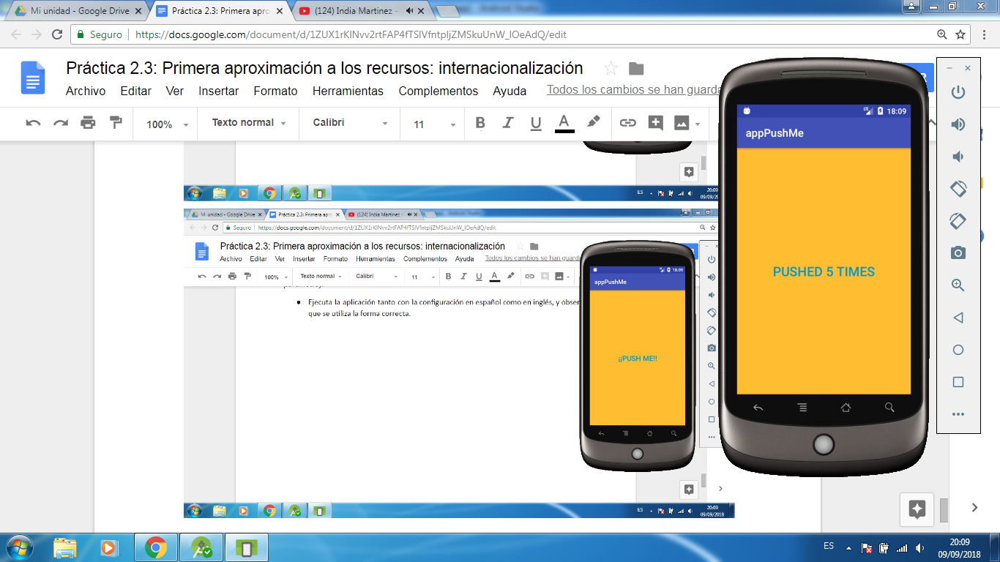 Mi unidad - Google Drive
Práctica 2.3: Primera apro
(124) India Martinez -
Seguro
https://docs.google.com/document/d/1ZUX1rKlNvv2rtFAP4fTSlVfntpljZMSkuUnW_lOeAdQ/edit
Práctica 2.3: Primera aproximación a los recursos: internacionalización
Archivo Editar Ver Insertar Formato Herramientas Complementos Ayuda Todos los cambios se han guarda
100% Texto normal Calibri 11 B I U A
ES 20:09
09/09/2018
Mi unidad - Google Drive
Práctica 2.3: Primera apro
(124) India Martinez -
Seguro
https://docs.google.com/document/d/1ZUX1rKlNvv2rtFAP4fTSlVfntpljZMSkuUnW_lOeAdQ/edit
Práctica 2.3: Primera aproximación a los recursos: internacionalización
Archivo Editar Ver Insertar Formato Herramientas Complementos Ayuda Todos los cambios se han guarda
100% Texto normal Calibri 11 B I U A
● Ejecuta la aplicación tanto con la configuración en español como en inglés, y obser
que se utiliza la forma correcta.
18:09
appPushMe
¡¡PUSH ME!!
ES 20:09
09/09/2018
LTE 18:09
appPushMe
PUSHED 5 TIMES
ES 20:09
09/09/2018